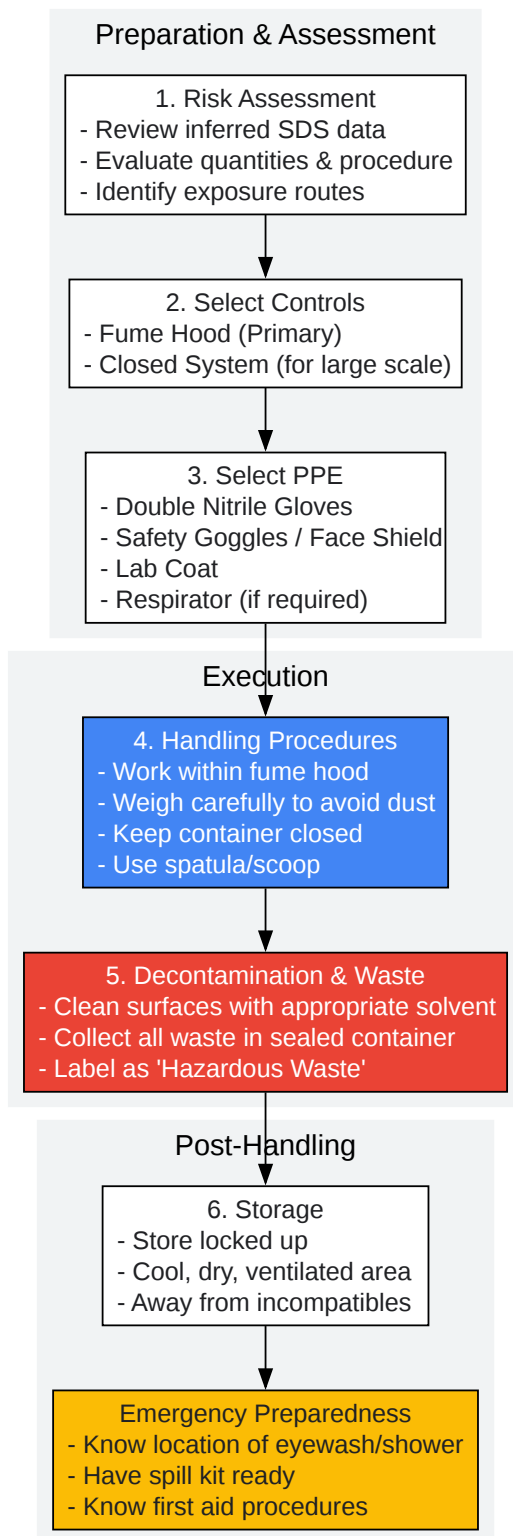 Preparation & Assessment
1. Risk Assessment
- Review inferred SDS data
- Evaluate quantities & procedure
- Identify exposure routes
2. Select Controls
- Fume Hood (Primary)
- Closed System (for large scale)
3. Select PPE
- Double Nitrile Gloves
- Safety Goggles / Face Shield
- Lab Coat
- Respirator (if required)
Execution
4. Handling Procedures
- Work within fume hood
- Weigh carefully to avoid dust
- Keep container closed
- Use spatula/scoop
5. Decontamination & Waste
- Clean surfaces with appropriate solvent
- Collect all waste in sealed container
- Label as 'Hazardous Waste'
Post-Handling
6. Storage
- Store locked up
- Cool, dry, ventilated area
- Away from incompatibles
Emergency Preparedness
- Know location of eyewash/shower
- Have spill kit ready
- Know first aid procedures